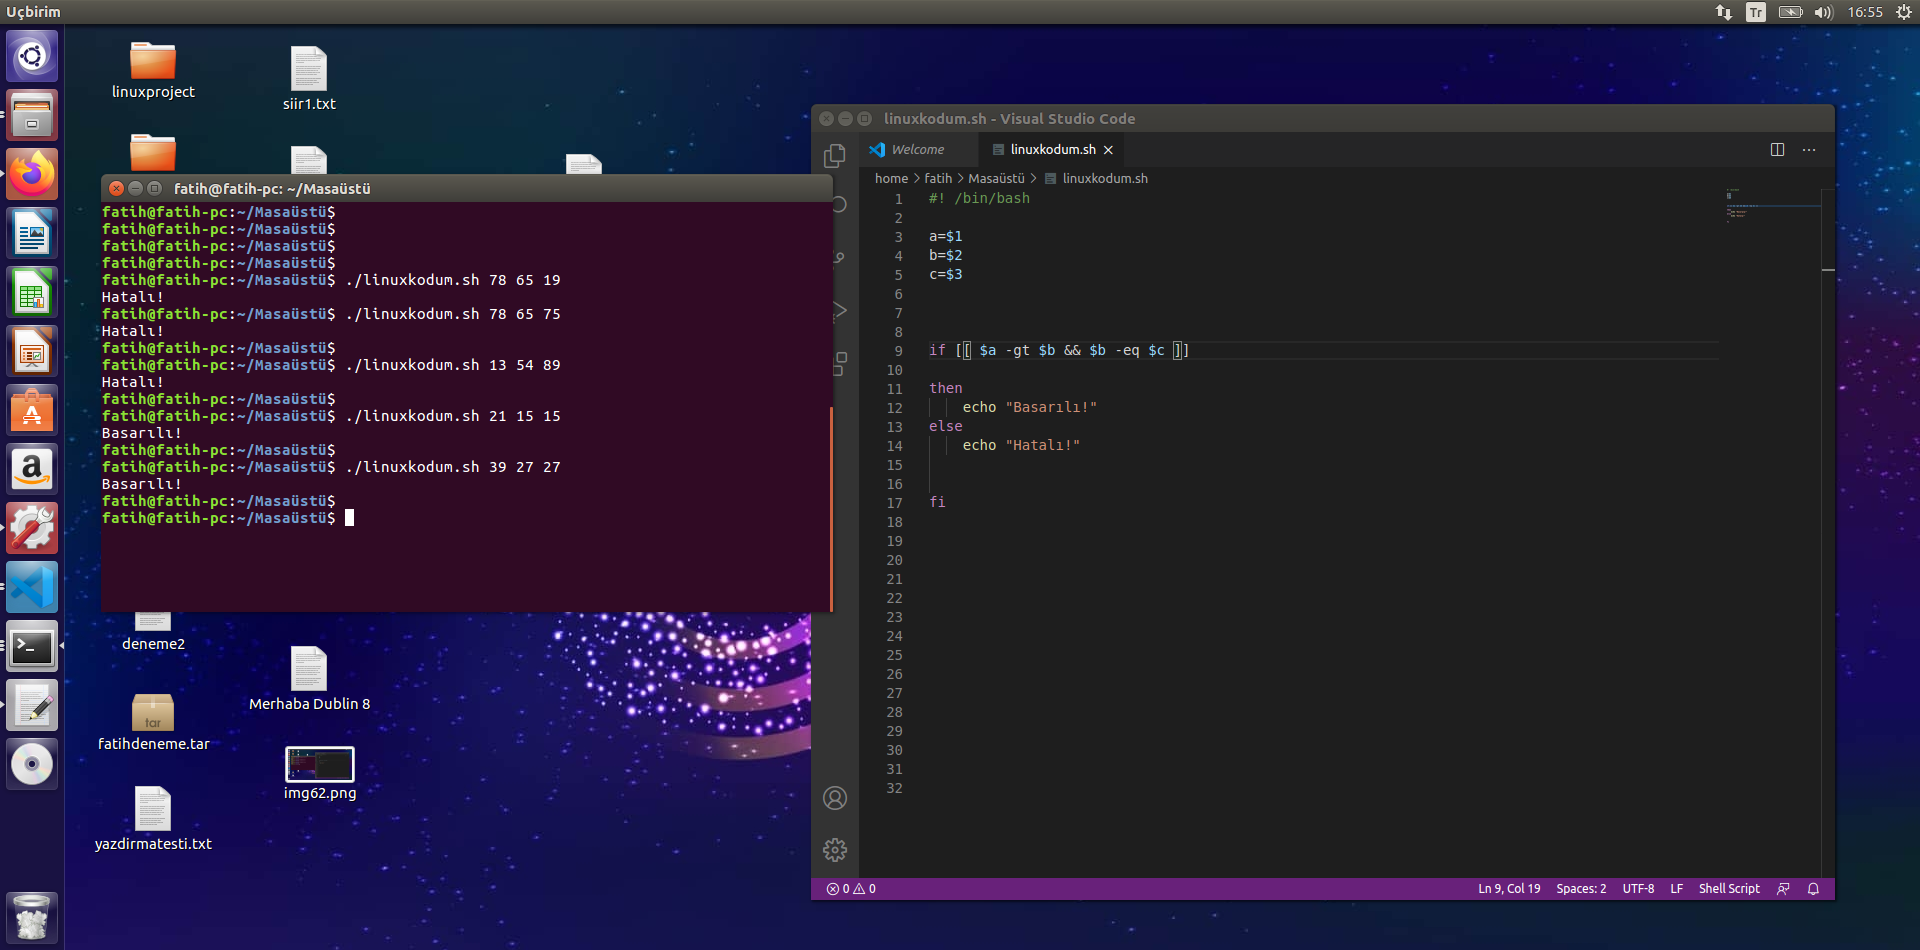 Uçbirim
Tr
16:55
linuxproject
siir1.txt
fatih@fatih-pc: ~/Masaüstü
fatih@fatih-pc:~/Masaüstü$
fatih@fatih-pc:~/Masaüstü$
fatih@fatih-pc:~/Masaüstü$
fatih@fatih-pc:~/Masaüstü$
fatih@fatih-pc:~/Masaüstü$ ./linuxkodum.sh 78 65 19
Hatalı!
fatih@fatih-pc:~/Masaüstü$ ./linuxkodum.sh 78 65 75
Hatalı!
fatih@fatih-pc:~/Masaüstü$
fatih@fatih-pc:~/Masaüstü$ ./linuxkodum.sh 13 54 89
Hatalı!
fatih@fatih-pc:~/Masaüstü$
fatih@fatih-pc:~/Masaüstü$ ./linuxkodum.sh 21 15 15
Basarılı!
fatih@fatih-pc:~/Masaüstü$
fatih@fatih-pc:~/Masaüstü$ ./linuxkodum.sh 39 27 27
Basarılı!
fatih@fatih-pc:~/Masaüstü$
fatih@fatih-pc:~/Masaüstü$
deneme2
Merhaba Dublin 8
tar
fatihdeneme.tar
img62.png
yazdirmatesti.txt
linuxkodum.sh - Visual Studio Code
Welcome
linuxkodum.sh
home > fatih > Masaüstü > linuxkodum.sh
1 #! /bin/bash
2
3 a=$1
4 b=$2
5 c=$3
6
7
8
9 if [[ $a -gt $b && $b -eq $c ]]
10
11 then
12 echo "Basarılı!"
13 else
14 echo "Hatalı!"
15
16
17 fi
18
19
20
21
22
23
24
25
26
27
28
29
30
31
32
0 0
Ln 9, Col 19 Spaces: 2 UTF-8 LF Shell Script